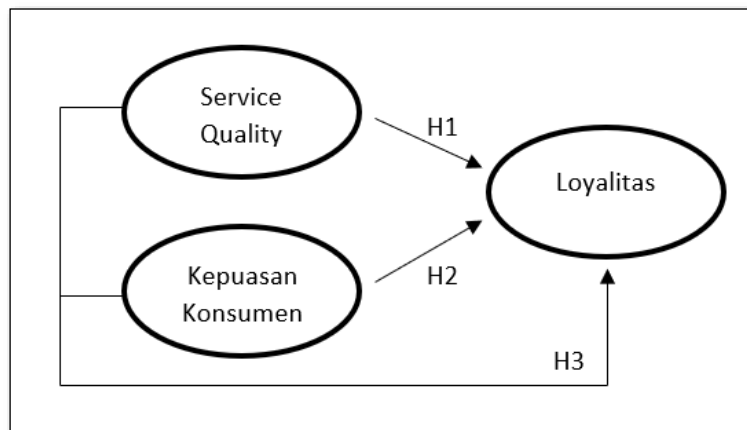 Service
Quality
H1
Loyalitas
Kepuasan
Konsumen
H2
H3